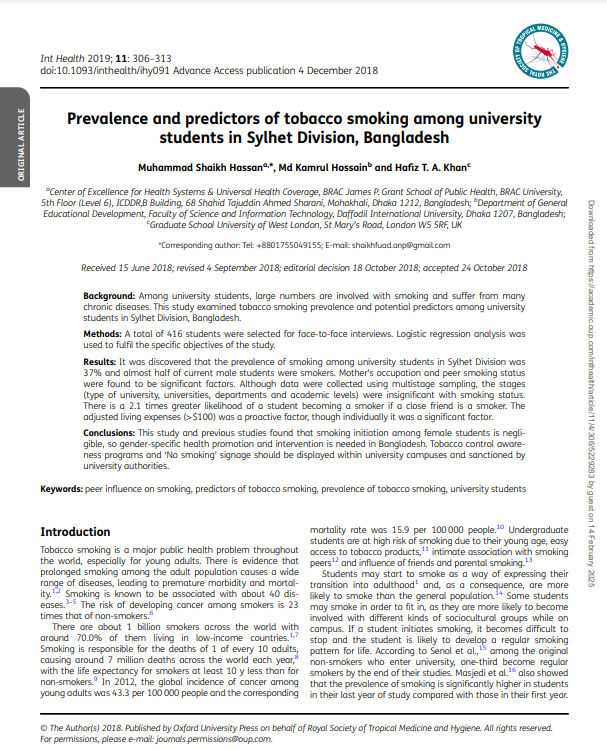 Int Health 2019; 11: 306–313
doi:10.1093/inthealth/ihy091 Advance Access publication 4 December 2018
THE ROYAL SOCIETY OF TROPICAL MEDICINE & HYGIENE
ORIGINAL ARTICLE
Prevalence and predictors of tobacco smoking among university
students in Sylhet Division, Bangladesh
Muhammad Shaikh Hassana,*, Md Kamrul Hossainb and Hafiz T. A. Khanc
aCenter of Excellence for Health Systems & Universal Health Coverage, BRAC James P. Grant School of Public Health, BRAC University,
5th Floor (Level 6), ICDDR,B Building, 68 Shahid Tajuddin Ahmed Sharani, Mohakhali, Dhaka 1212, Bangladesh; bDepartment of General
Educational Development, Faculty of Science and Information Technology, Daffodil International University, Dhaka 1207, Bangladesh;
cGraduate School University of West London, St Mary's Road, London W5 5RF, UK
*Corresponding author: Tel: +8801755049155; E-mail: shaikhfuad.anp@gmail.com
Received 15 June 2018; revised 4 September 2018; editorial decision 18 October 2018; accepted 24 October 2018
Background: Among university students, large numbers are involved with smoking and suffer from many
chronic diseases. This study examined tobacco smoking prevalence and potential predictors among university
students in Sylhet Division, Bangladesh.
Methods: A total of 416 students were selected for face-to-face interviews. Logistic regression analysis was
used to fulfil the specific objectives of the study.
Results: It was discovered that the prevalence of smoking among university students in Sylhet Division was
37% and almost half of current male students were smokers. Mother's occupation and peer smoking status
were found to be significant factors. Although data were collected using multistage sampling, the stages
(type of university, universities, departments and academic levels) were insignificant with smoking status.
There is a 2.1 times greater likelihood of a student becoming a smoker if a close friend is a smoker. The
adjusted living expenses (>$100) was a proactive factor, though individually it was a significant factor.
Conclusions: This study and previous studies found that smoking initiation among female students is negli-
gible, so gender-specific health promotion and intervention is needed in Bangladesh. Tobacco control aware-
ness programs and 'No smoking' signage should be displayed within university campuses and sanctioned by
university authorities.
Keywords: peer influence on smoking, predictors of tobacco smoking, prevalence of tobacco smoking, university students
Introduction
Tobacco smoking is a major public health problem throughout
the world, especially for young adults. There is evidence that
prolonged smoking among the adult population causes a wide
range of diseases, leading to premature morbidity and mortal-
ity.1,2 Smoking is known to be associated with about 40 dis-
eases.3–5 The risk of developing cancer among smokers is 23
times that of non-smokers.6
There are about 1 billion smokers across the world with
around 70.0% of them living in low-income countries.1,7
Smoking is responsible for the deaths of 1 of every 10 adults,
causing around 7 million deaths across the world each year,8
with the life expectancy for smokers at least 10 y less than for
non-smokers.9 In 2012, the global incidence of cancer among
young adults was 43.3 per 100 000 people and the corresponding
mortality rate was 15.9 per 100 000 people.10 Undergraduate
students are at high risk of smoking due to their young age, easy
access to tobacco products,11 intimate association with smoking
peers12 and influence of friends and parental smoking.13
Students may start to smoke as a way of expressing their
transition into adulthood1 and, as a consequence, are more
likely to smoke than the general population.14 Some students
may smoke in order to fit in, as they are more likely to become
involved with different kinds of sociocultural groups while on
campus. If a student initiates smoking, it becomes difficult to
stop and the student is likely to develop a regular smoking
pattern for life. According to Senol et al.,15 among the original
non-smokers who enter university, one-third become regular
smokers by the end of their studies. Masjedi et al.16 also showed
that the prevalence of smoking is significantly higher in students
in their last year of study compared with those in their first year.
© The Author(s) 2018. Published by Oxford University Press on behalf of Royal Society of Tropical Medicine and Hygiene. All rights reserved.
For permissions, please e-mail: journals.permissions@oup.com.
Downloaded from https://academic.oup.com/inthealth/article/11/4/306/5229283 by guest on 14 February 2025